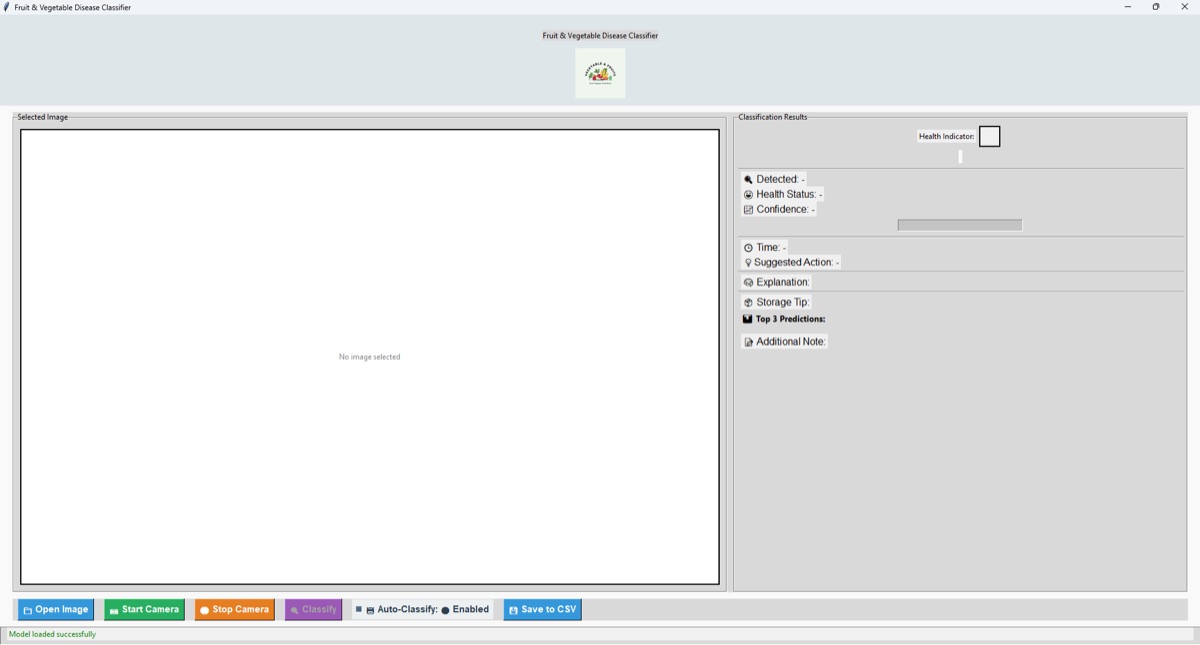 Fruit & Vegetable Disease Classifier
Fruit & Vegetable Disease Classifier
VEGETABLE & FRUITS
Selected Image
No image selected
Classification Results
Health Indicator:
Detected: -
Health Status: -
Confidence: -
Time: -
Suggested Action: -
Explanation:
Storage Tip:
Top 3 Predictions:
Additional Note:
Open Image
Start Camera
Stop Camera
Classify
Auto-Classify: Enabled
Save to CSV
Model loaded successfully